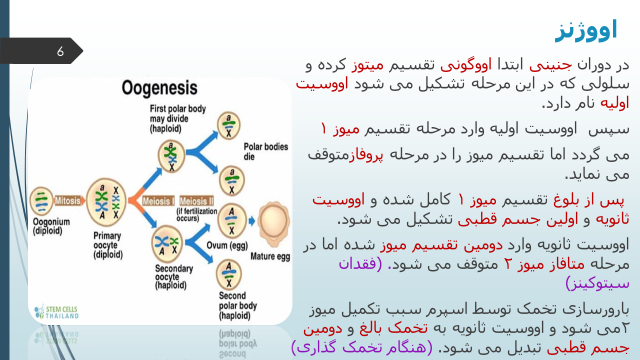 6
اووژنز
در دوران جنینی ابتدا اووگونی تقسیم میتوز کرده و
سلولی که در این مرحله تشکیل می شود اووسیت
اولیه نام دارد.
سپس اووسیت اولیه وارد مرحله تقسیم میوز ۱
می گردد اما تقسیم میوز را در مرحله پروفازمتوقف
می نماید.
پس از بلوغ تقسیم میوز ۱ کامل شده و اووسیت
ثانویه و اولین جسم قطبی تشکیل می شود.
اووسیت ثانویه وارد دومین تقسیم میوز شده اما در
مرحله متافاز میوز ۲ متوقف می شود. (فقدان
سیتوکینز)
بارورسازی تخمک توسط اسپرم سبب تکمیل میوز
۲می شود و اووسیت ثانویه به تخمک بالغ و دومین
جسم قطبی تبدیل می شود. (هنگام تخمک گذاری)
Oogenesis
First polar body
may divide
(haploid)
a
X
a
X
a
X
Polar bodies
die
Mitosis
Oogonium
(diploid)
a X
A X
Primary
oocyte
(diploid)
Meiosis I
Meiosis II
(if fertilization
occurs)
A
X
Ovum (egg)
Mature egg
A
X
Secondary
oocyte
(haploid)
A
X
Second
polar body
(haploid)
STEM CELLS
THAILAND